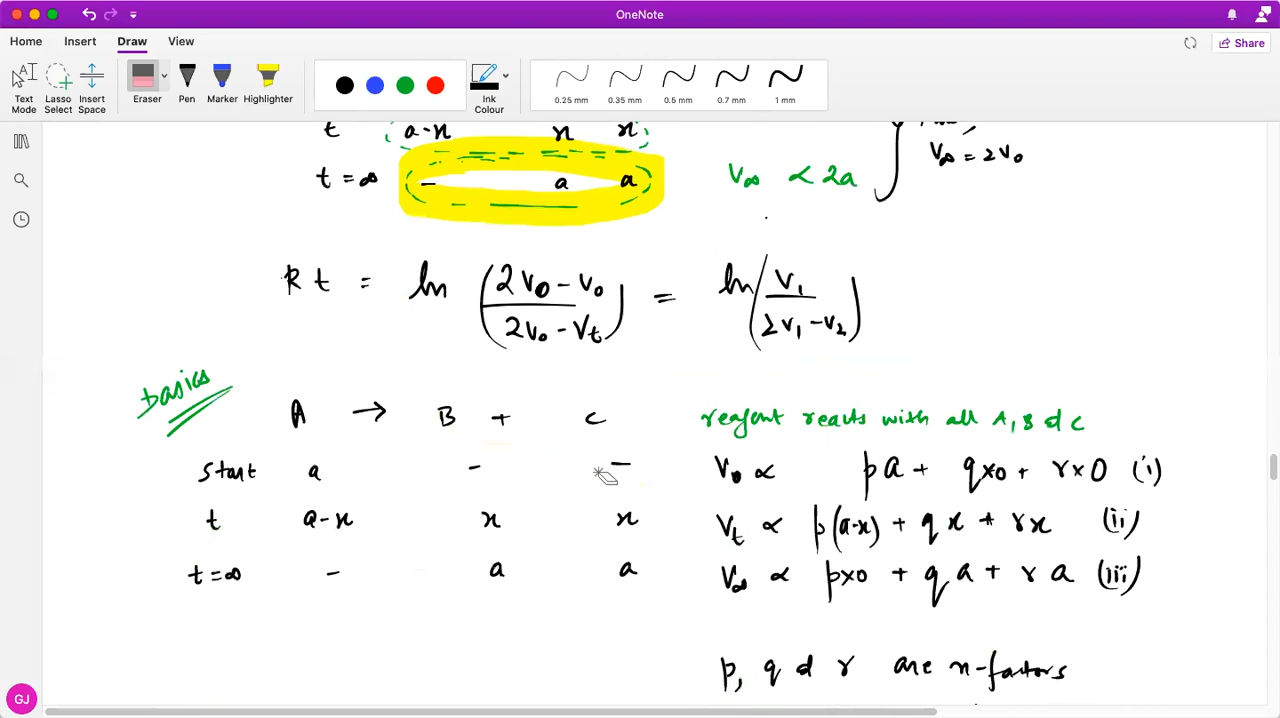 OneNote
Home Insert Draw View
Share
Text Mode
Lasso Select
Insert Space
Eraser
Pen
Marker
Highlighter
Ink Colour
0.25 mm 0.35 mm 0.5 mm 0.7 mm 1 mm
t a-x x x
t = ∞ - a a V∞ ∝ 2a
V∞ = 2V0
kt = ln (2V0 - V0 / 2V0 - Vt) = ln (V1 / 2V1 - V2)
basics
A → B + C reagent reacts with all A, B & C
Start a - - V0 ∝ pa + q×0 + r×0 (i)
t a-x x x Vt ∝ p(a-x) + qx + rx (ii)
t=∞ - a a V∞ ∝ p×0 + qa + ra (iii)
p, q & r are n-factors
GJ